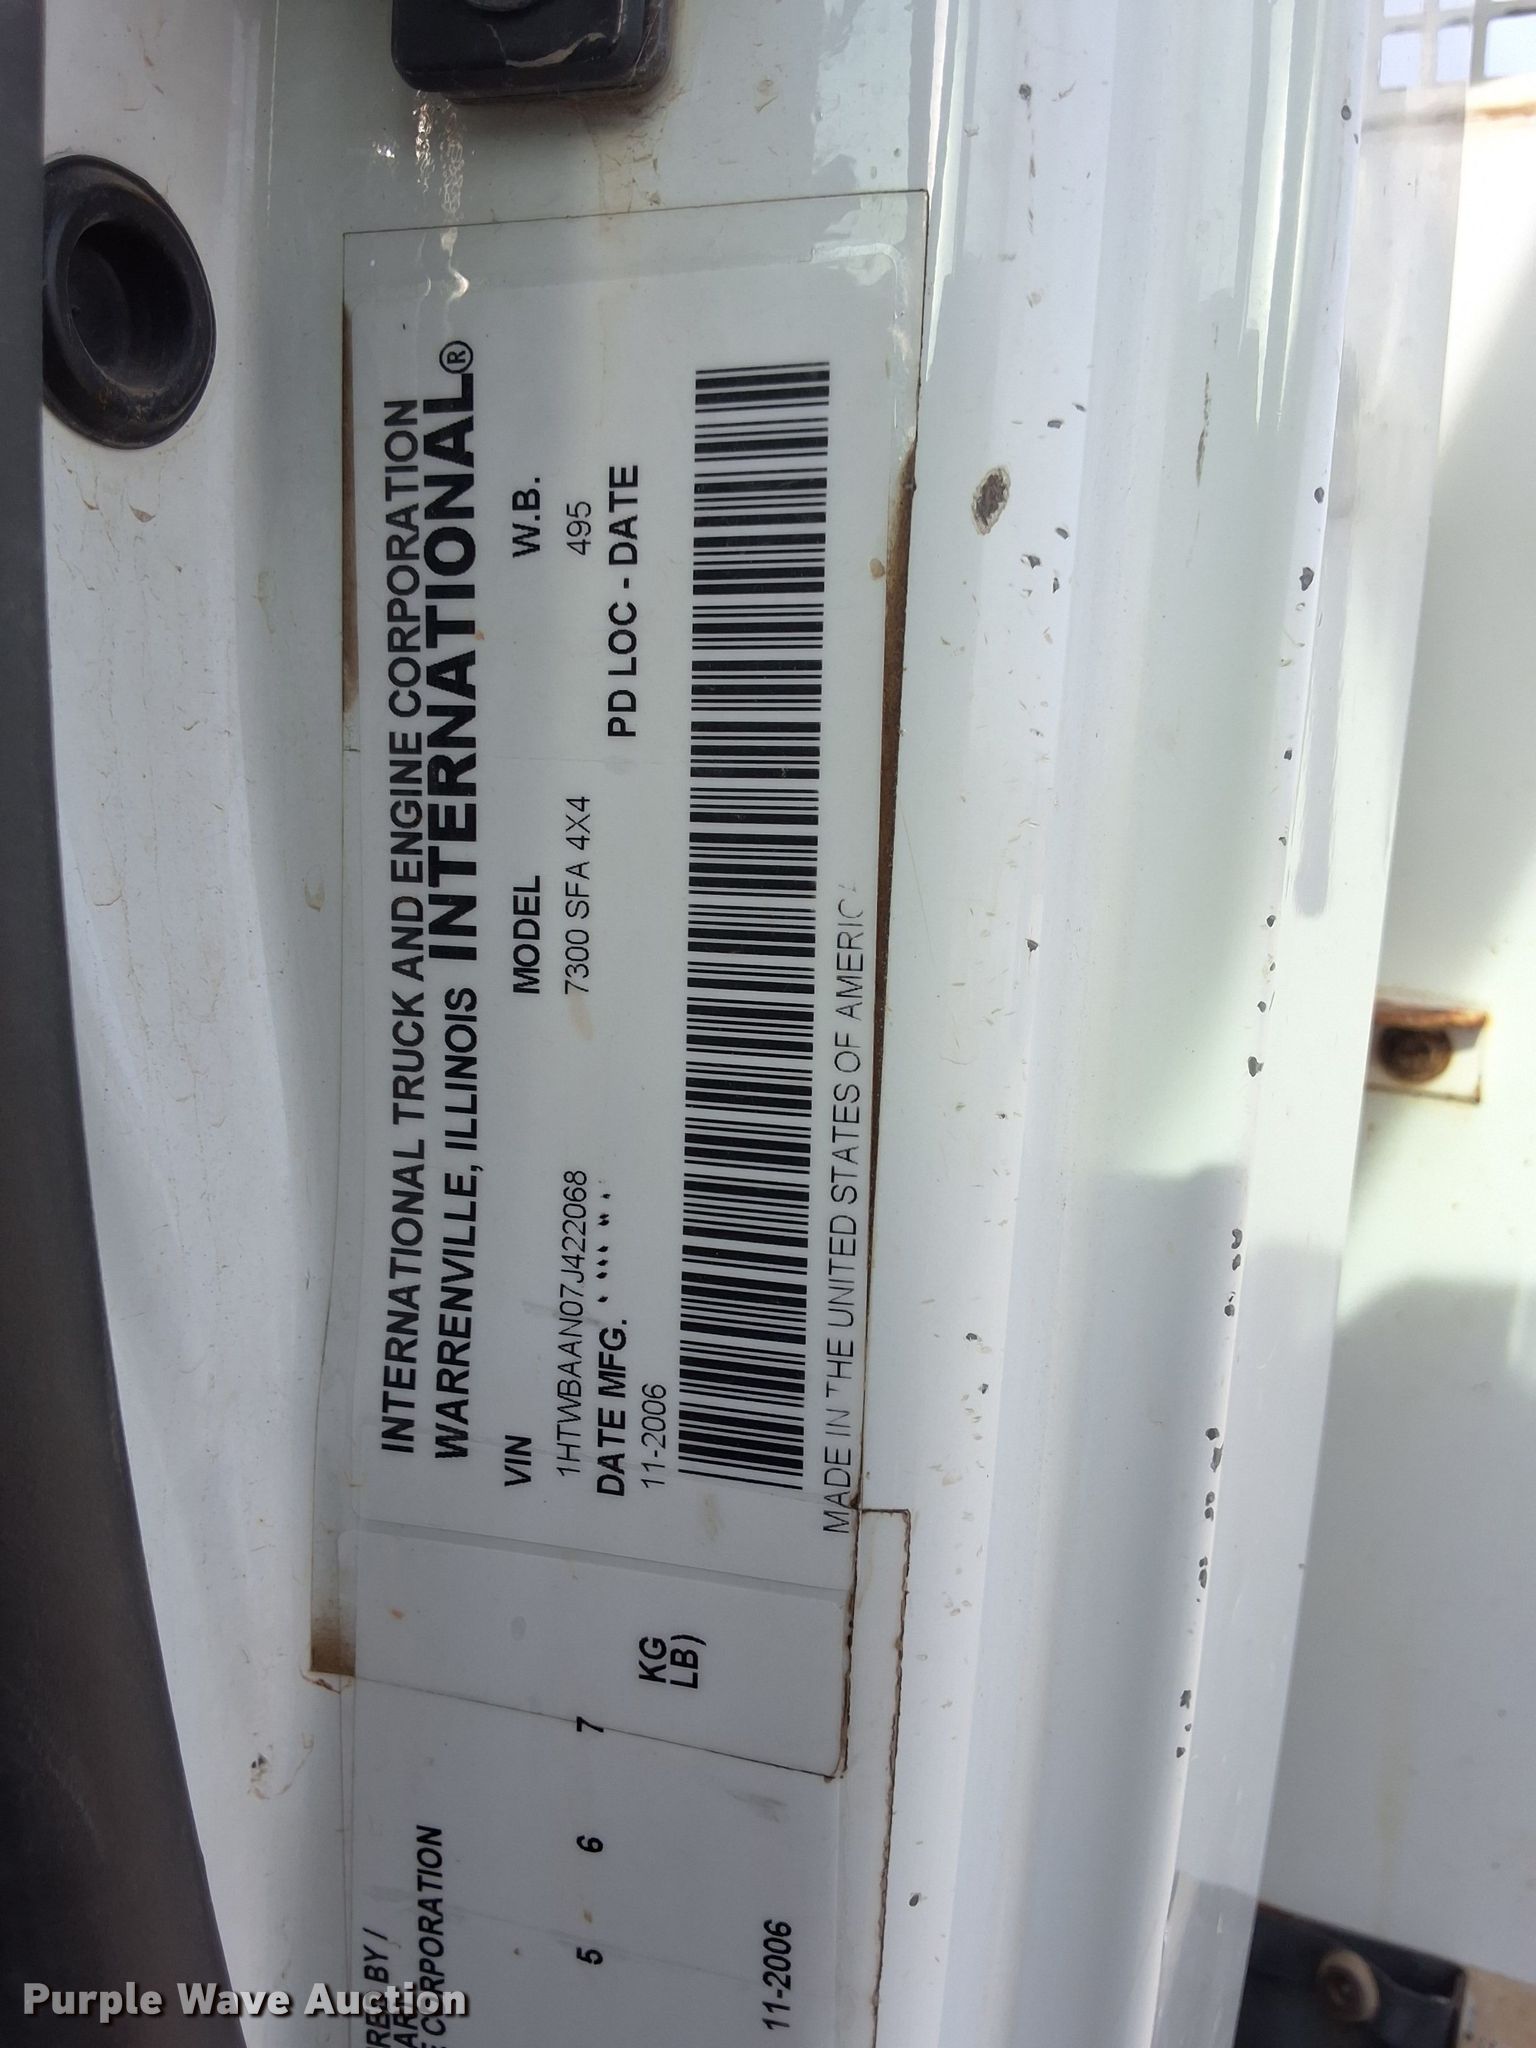 INTERNATIONAL TRUCK AND ENGINE CORPORATION
WARRENVILLE, ILLINOIS INTERNATIONAL®
VIN MODEL W.B.
1HTWBAAN07J422068 7300 SFA 4X4 495
DATE MFG. PD LOC - DATE
11-2006
MADE IN THE UNITED STATES OF AMERICA
BY /
CORPORATION
5 6 7
KG
LB)
11-2006
Purple Wave Auction